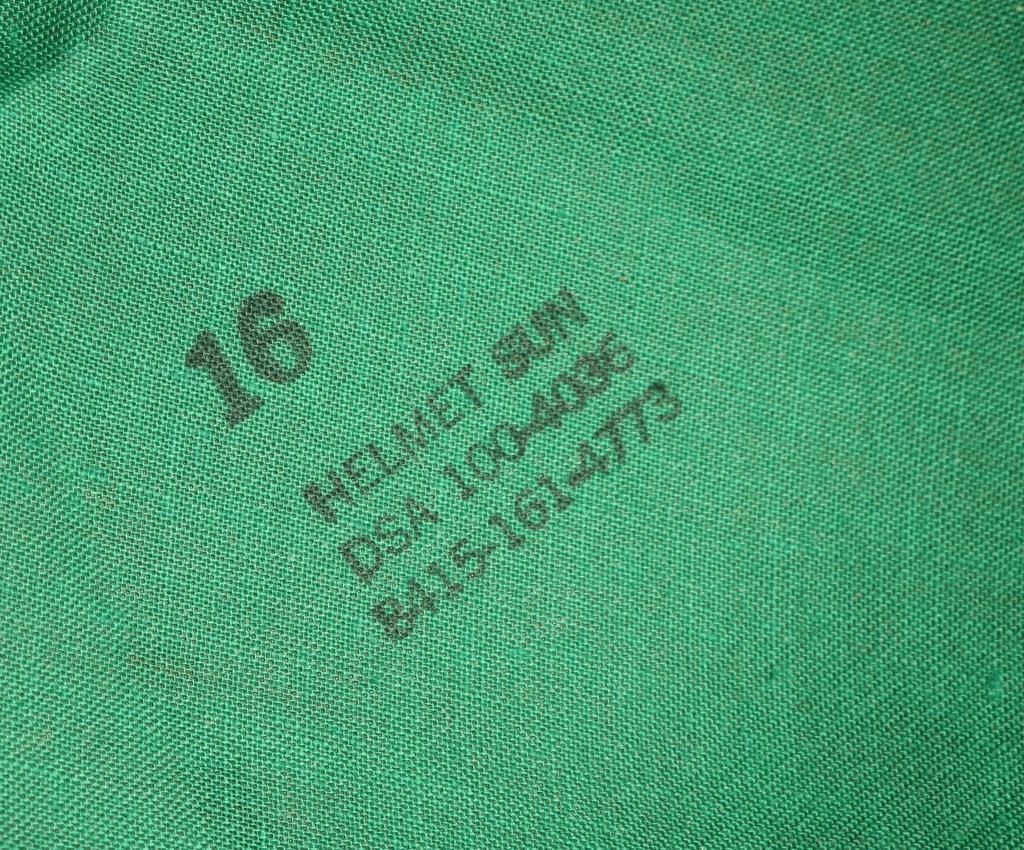 16
HELMET SUN
DSA 100-4036
8415-161-4773